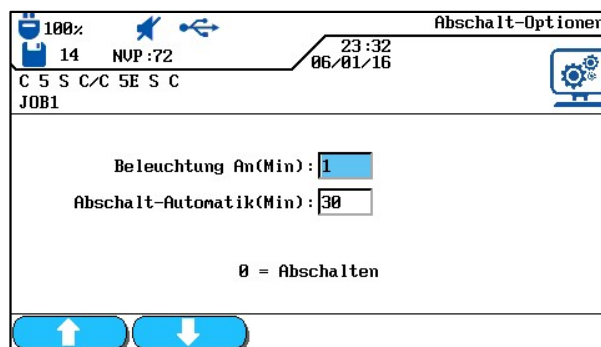 100%
Abschalt-Optionen
14 NVP:72
23:32
06/01/16
C 5 S C/C 5E S C
JOB1
Beleuchtung An(Min): 1
Abschalt-Automatik(Min): 30
0 = Abschalten